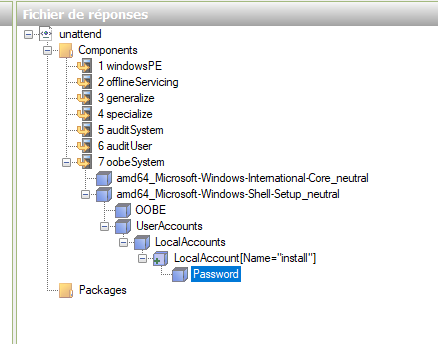 Fichier de réponses
unattend
Components
1 windowsPE
2 offlineServicing
3 generalize
4 specialize
5 auditSystem
6 auditUser
7 oobeSystem
amd64_Microsoft-Windows-International-Core_neutral
amd64_Microsoft-Windows-Shell-Setup_neutral
OOBE
UserAccounts
LocalAccounts
LocalAccount[Name="install"]
Password
Packages